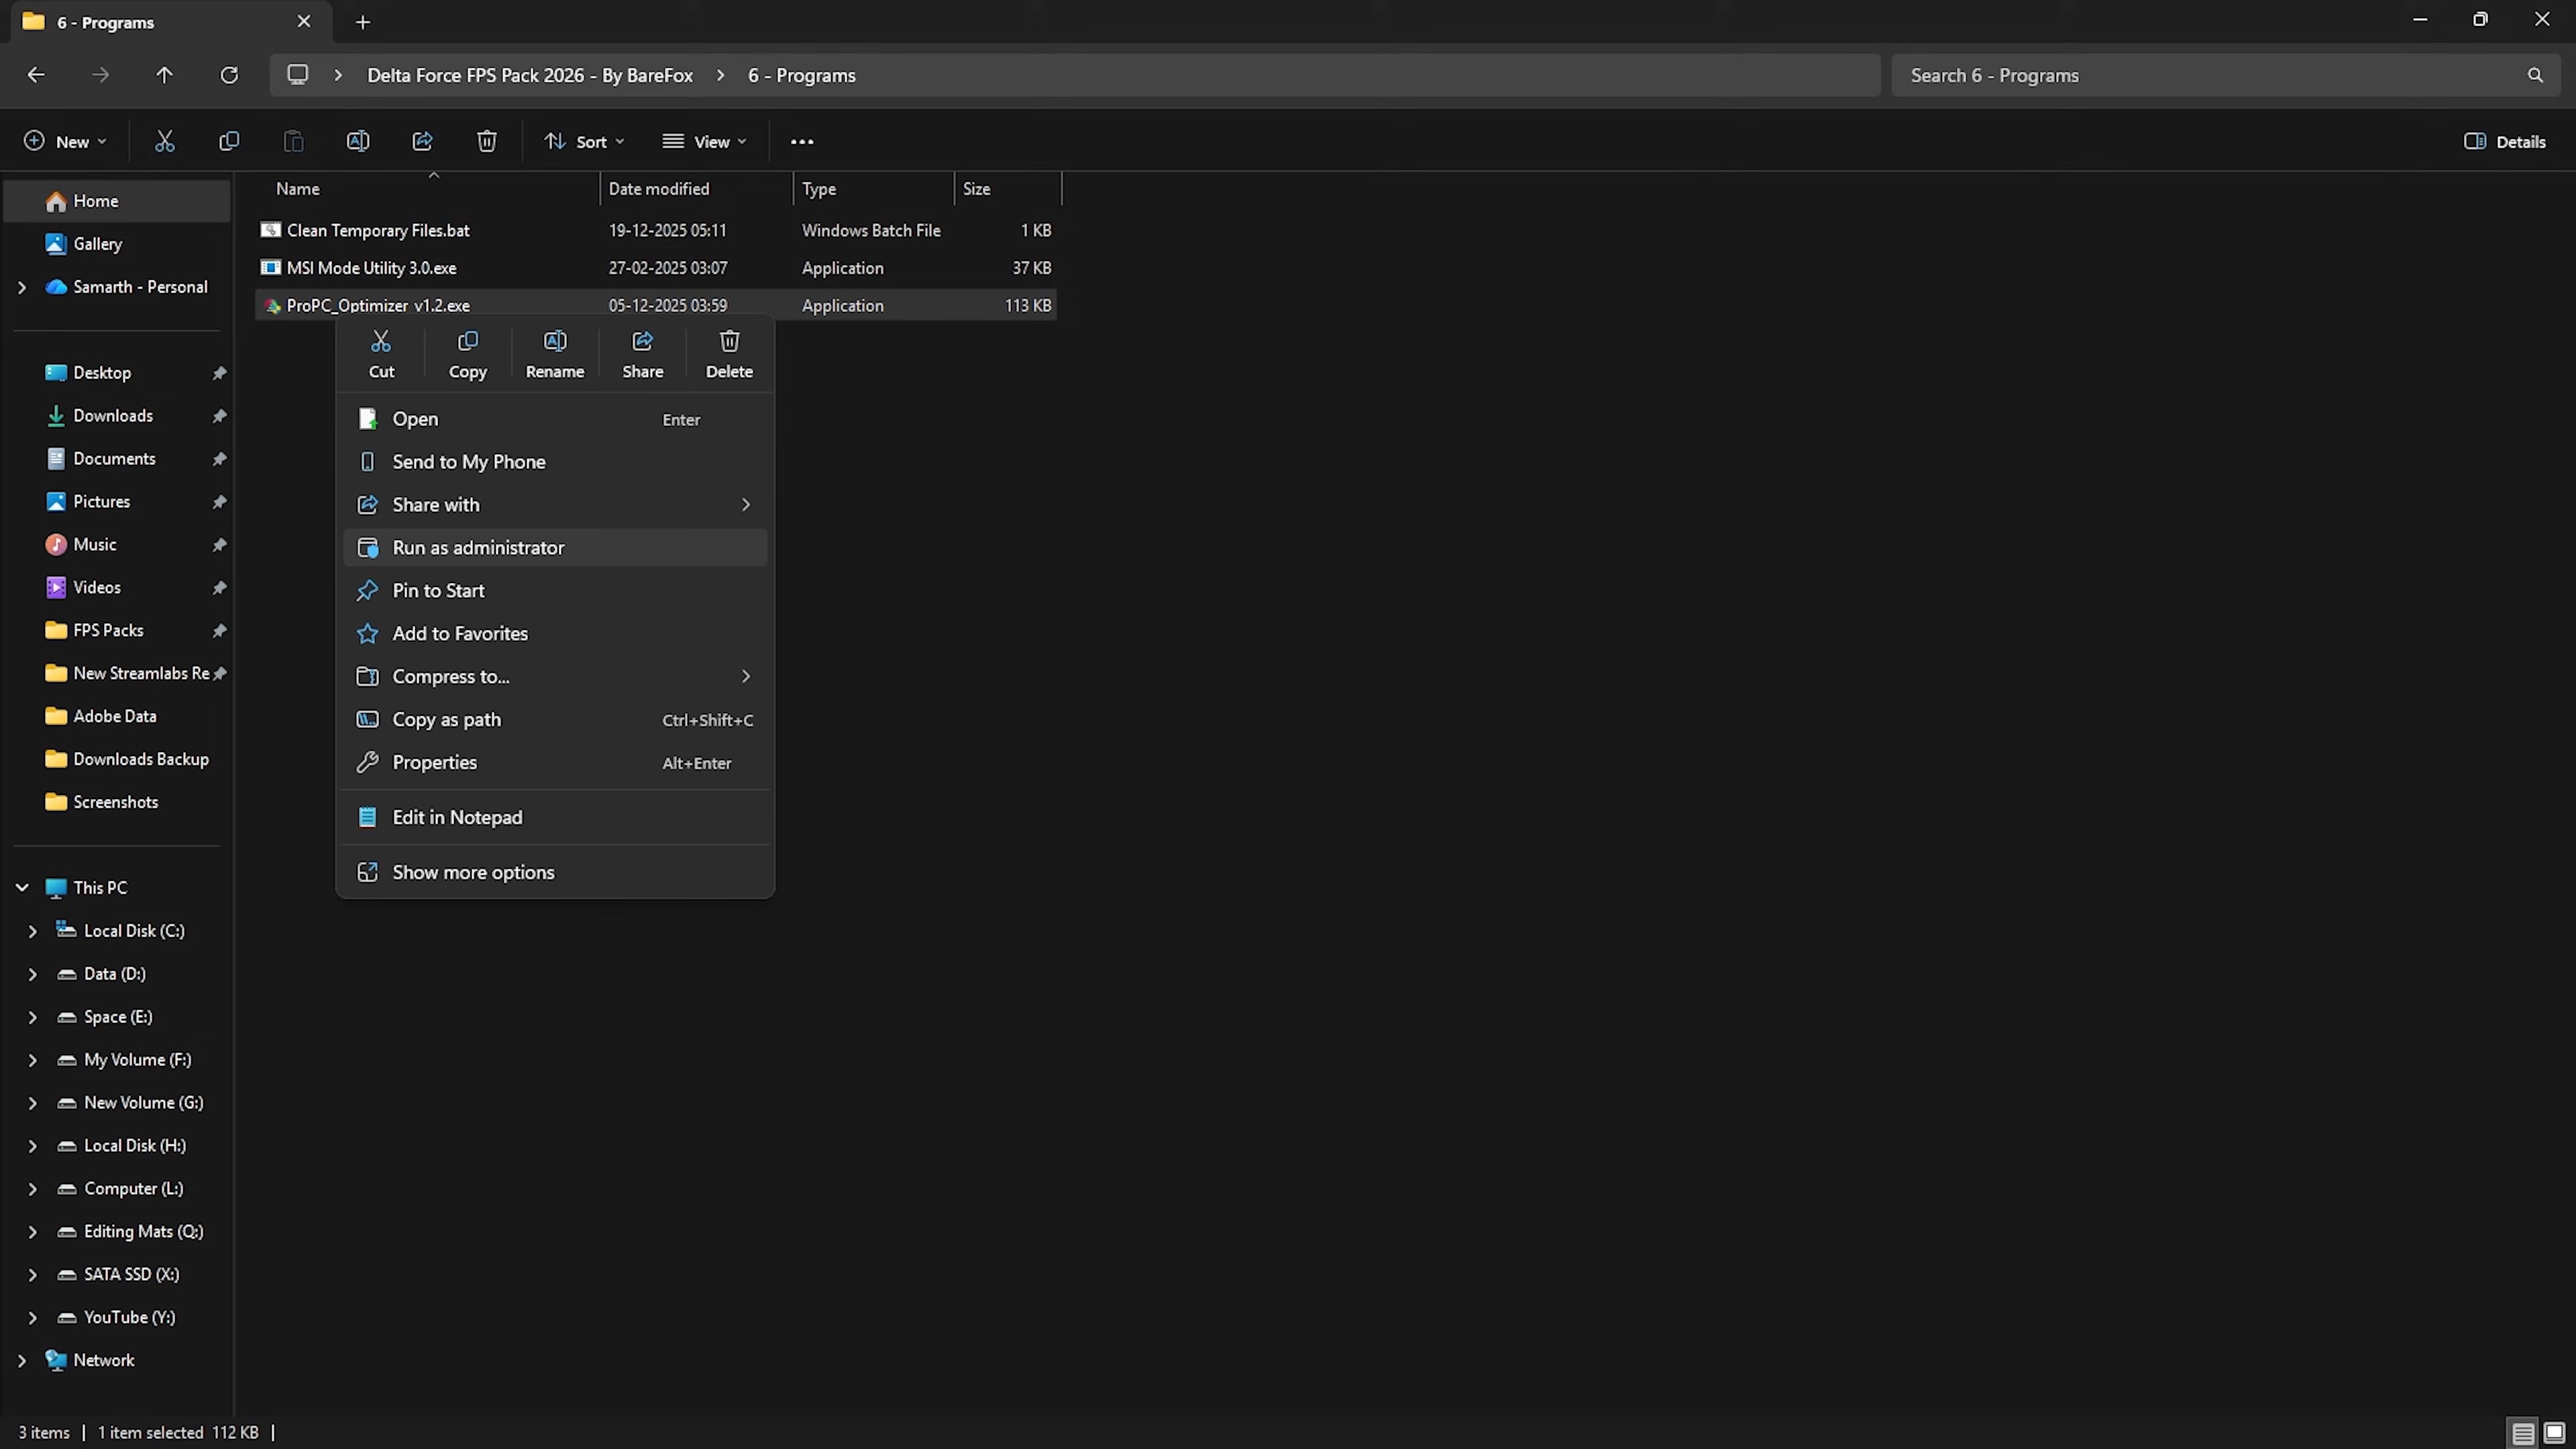 6 - Programs
Delta Force FPS Pack 2026 - By BareFox
6 - Programs
Search 6 - Programs
New
Sort
View
Details
Name
Date modified
Type
Size
Clean Temporary Files.bat 19-12-2025 05:11 Windows Batch File 1 KB
MSI Mode Utility 3.0.exe 27-02-2025 03:07 Application 37 KB
ProPC_Optimizer v1.2.exe 05-12-2025 03:59 Application 113 KB
Cut
Copy
Rename
Share
Delete
Open Enter
Send to My Phone
Share with
Run as administrator
Pin to Start
Add to Favorites
Compress to...
Copy as path Ctrl+Shift+C
Properties Alt+Enter
Edit in Notepad
Show more options
Home
Gallery
Samarth - Personal
Desktop
Downloads
Documents
Pictures
Music
Videos
FPS Packs
New Streamlabs Re
Adobe Data
Downloads Backup
Screenshots
This PC
Local Disk (C:)
Data (D:)
Space (E:)
My Volume (F:)
New Volume (G:)
Local Disk (H:)
Computer (L:)
Editing Mats (Q:)
SATA SSD (X:)
YouTube (Y:)
Network
3 items
1 item selected 112 KB